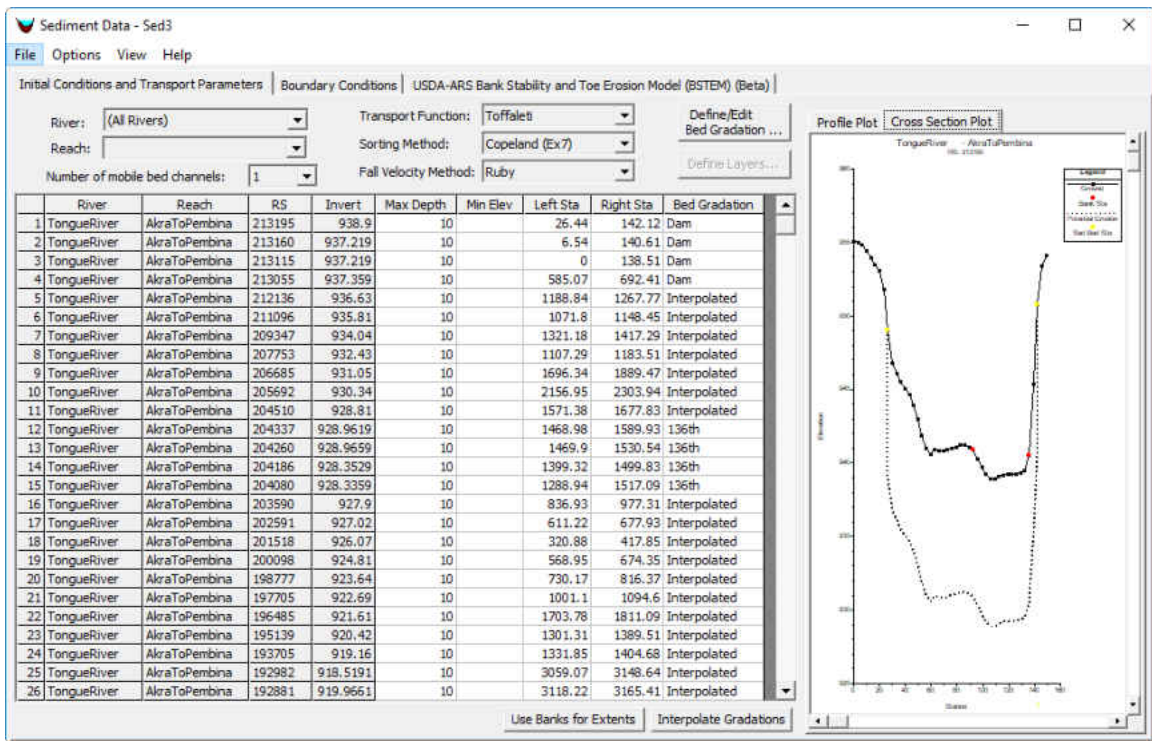 Sediment Data - Sed3
File Options View Help
Initial Conditions and Transport Parameters Boundary Conditions USDA-ARS Bank Stability and Toe Erosion Model (BSTEM) (Beta)
River: (All Rivers)
Reach:
Number of mobile bed channels: 1
Transport Function: Toffaleti
Sorting Method: Copeland (Ex7)
Fall Velocity Method: Ruby
Define/Edit
Bed Gradation ...
Define Layers...
River Reach RS Invert Max Depth Min Elev Left Sta Right Sta Bed Gradation
1 TongueRiver AkraToPembina 213195 938.9 10 26.44 142.12 Dam
2 TongueRiver AkraToPembina 213160 937.219 10 6.54 140.61 Dam
3 TongueRiver AkraToPembina 213115 937.219 10 0 138.51 Dam
4 TongueRiver AkraToPembina 213055 937.359 10 585.07 692.41 Dam
5 TongueRiver AkraToPembina 212136 936.63 10 1188.84 1267.77 Interpolated
6 TongueRiver AkraToPembina 211096 935.81 10 1071.8 1148.45 Interpolated
7 TongueRiver AkraToPembina 209347 934.04 10 1321.18 1417.29 Interpolated
8 TongueRiver AkraToPembina 207753 932.43 10 1107.29 1183.51 Interpolated
9 TongueRiver AkraToPembina 206685 931.05 10 1696.34 1889.47 Interpolated
10 TongueRiver AkraToPembina 205692 930.34 10 2156.95 2303.94 Interpolated
11 TongueRiver AkraToPembina 204510 928.81 10 1571.38 1677.83 Interpolated
12 TongueRiver AkraToPembina 204337 928.9619 10 1468.98 1589.93 136th
13 TongueRiver AkraToPembina 204260 928.9659 10 1469.9 1530.54 136th
14 TongueRiver AkraToPembina 204186 928.3529 10 1399.32 1499.83 136th
15 TongueRiver AkraToPembina 204080 928.3359 10 1288.94 1517.09 136th
16 TongueRiver AkraToPembina 203590 927.9 10 836.93 977.31 Interpolated
17 TongueRiver AkraToPembina 202591 927.02 10 611.22 677.93 Interpolated
18 TongueRiver AkraToPembina 201518 926.07 10 320.88 417.85 Interpolated
19 TongueRiver AkraToPembina 200098 924.81 10 568.95 674.35 Interpolated
20 TongueRiver AkraToPembina 198777 923.64 10 730.17 816.37 Interpolated
21 TongueRiver AkraToPembina 197705 922.69 10 1001.1 1094.6 Interpolated
22 TongueRiver AkraToPembina 196485 921.61 10 1703.78 1811.09 Interpolated
23 TongueRiver AkraToPembina 195139 920.42 10 1301.31 1389.51 Interpolated
24 TongueRiver AkraToPembina 193705 919.16 10 1331.85 1404.68 Interpolated
25 TongueRiver AkraToPembina 192982 918.5191 10 3059.07 3148.64 Interpolated
26 TongueRiver AkraToPembina 192881 919.9661 10 3118.22 3165.41 Interpolated
Use Banks for Extents Interpolate Gradations
Profile Plot Cross Section Plot
TongueRiver - AkraToPembina
Legend
Ground
Bank Sta
Elevation
0 20 40 60 80 100 120 140 160
Station